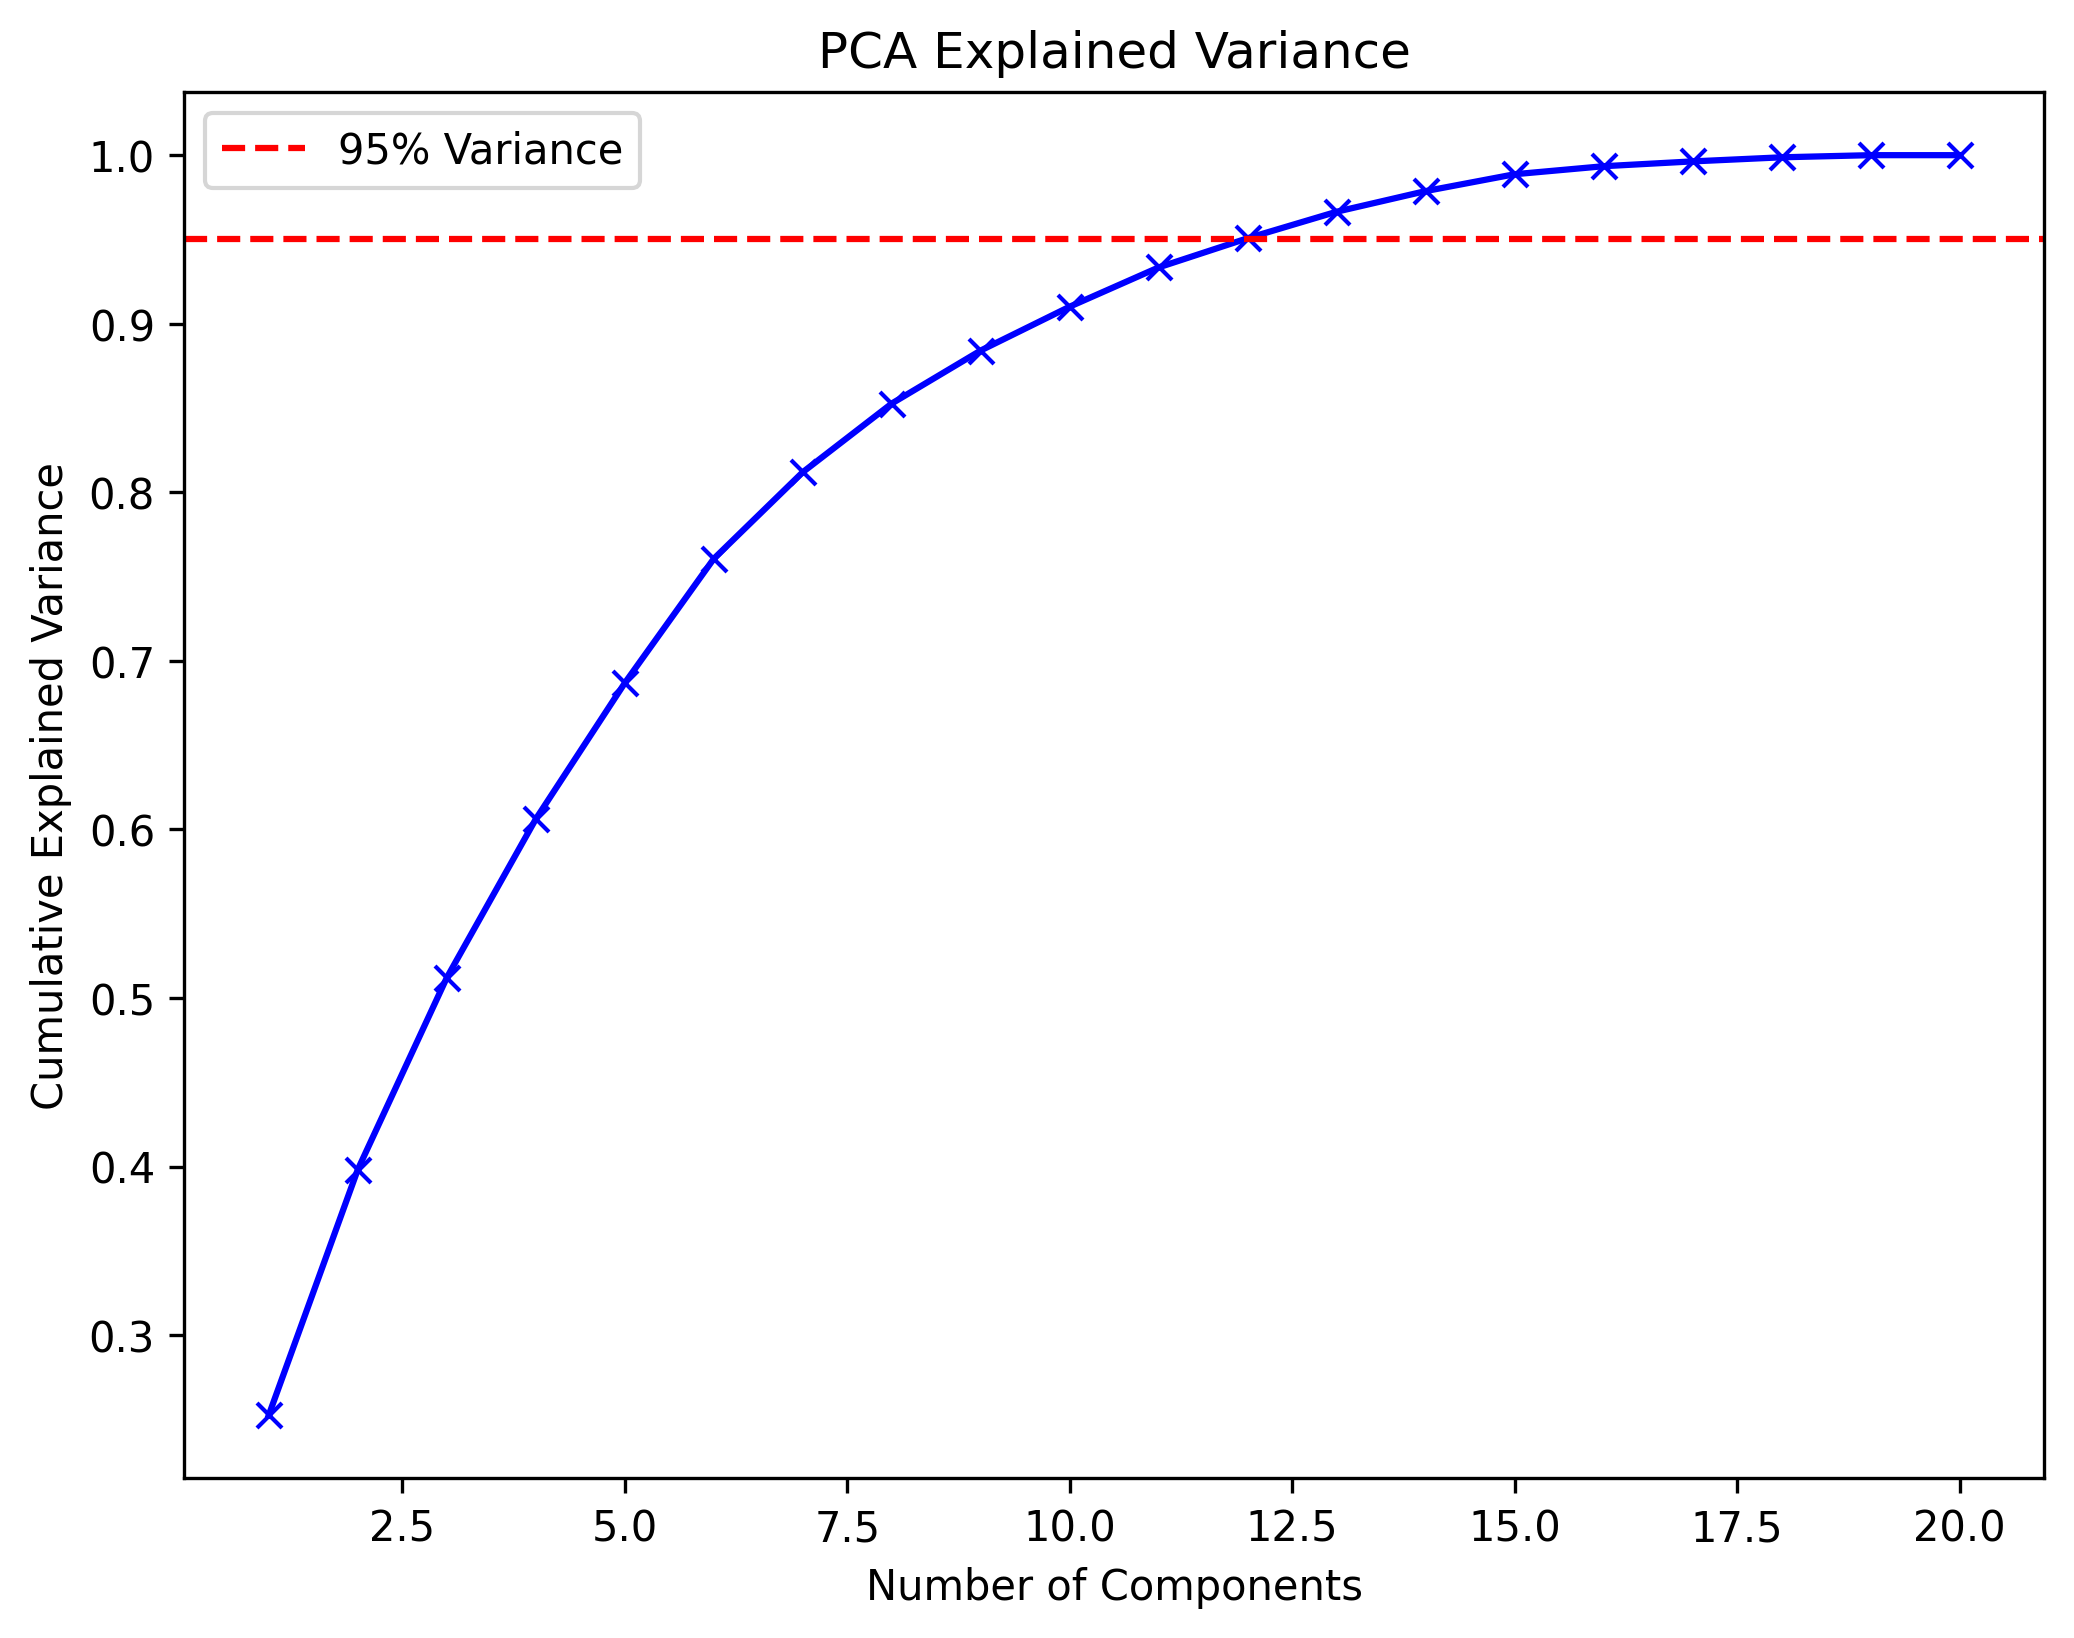 PCA Explained Variance
95% Variance
1.0
0.9
0.8
0.7
0.6
0.5
0.4
0.3
Cumulative Explained Variance
2.5 5.0 7.5 10.0 12.5 15.0 17.5 20.0
Number of Components